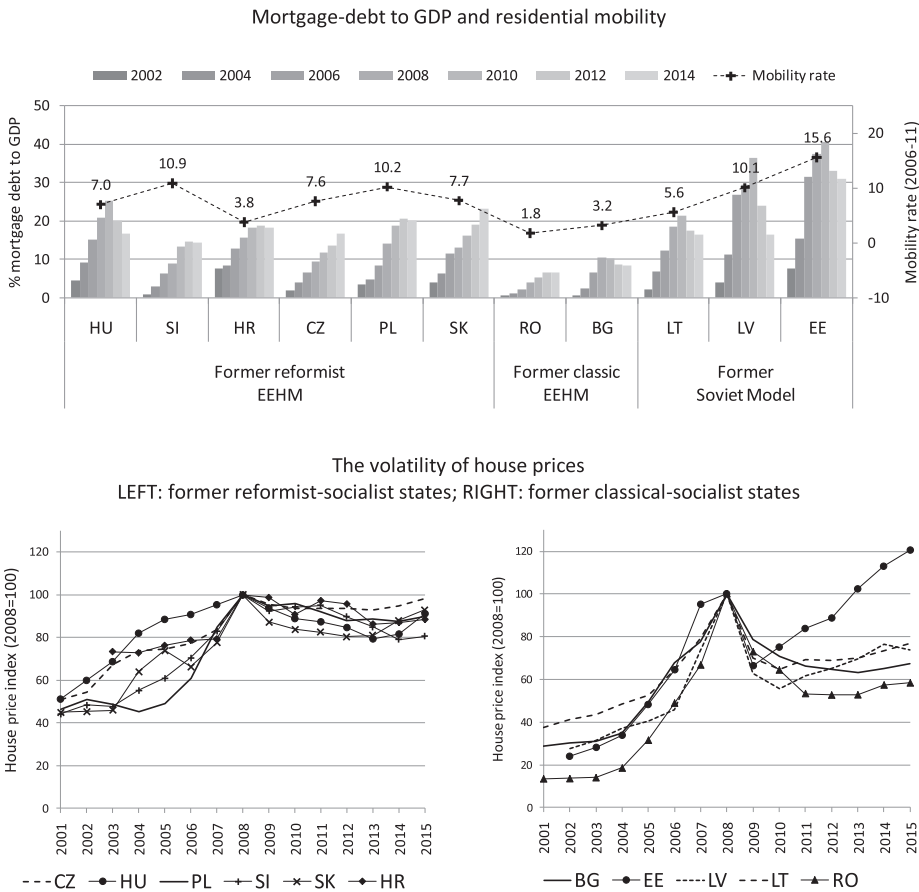 Mortgage-debt to GDP and residential mobility
2002 2004 2006 2008 2010 2012 2014 Mobility rate
% mortgage debt to GDP
50
40
30
20
10
0
7.0 10.9 3.8 7.6 10.2 7.7 1.8 3.2 5.6 10.1 15.6
20
10
0
-10
Mobility rate (2006-11)
HU SI HR CZ PL SK RO BG LT LV EE
Former reformist Former classic Former
EEHM EEHM Soviet Model
The volatility of house prices
LEFT: former reformist-socialist states; RIGHT: former classical-socialist states
House price index (2008=100)
120
100
80
60
40
20
0
2001 2002 2003 2004 2005 2006 2007 2008 2009 2010 2011 2012 2013 2014 2015
CZ HU PL SI SK HR
House price index (2008=100)
120
100
80
60
40
20
0
2001 2002 2003 2004 2005 2006 2007 2008 2009 2010 2011 2012 2013 2014 2015
BG EE LV LT RO